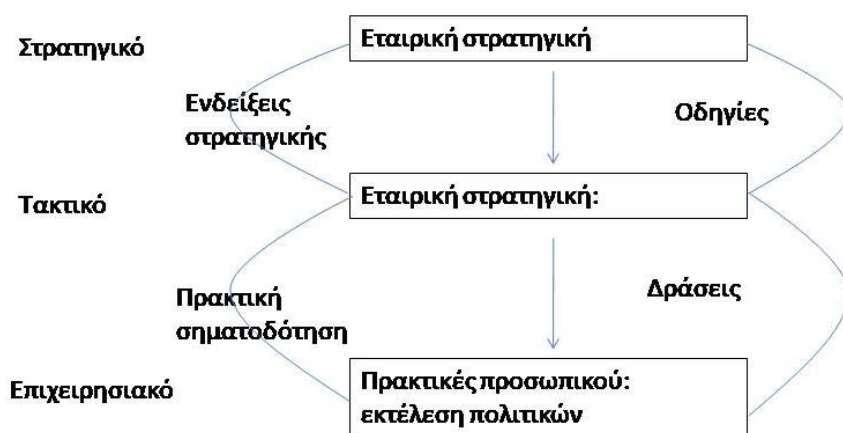 Στρατηγικό
Εταιρική στρατηγική
Ενδείξεις
στρατηγικής
Οδηγίες
Τακτικό
Εταιρική στρατηγική:
Πρακτική
σηματοδότηση
Δράσεις
Επιχειρησιακό
Πρακτικές προσωπικού:
εκτέλεση πολιτικών